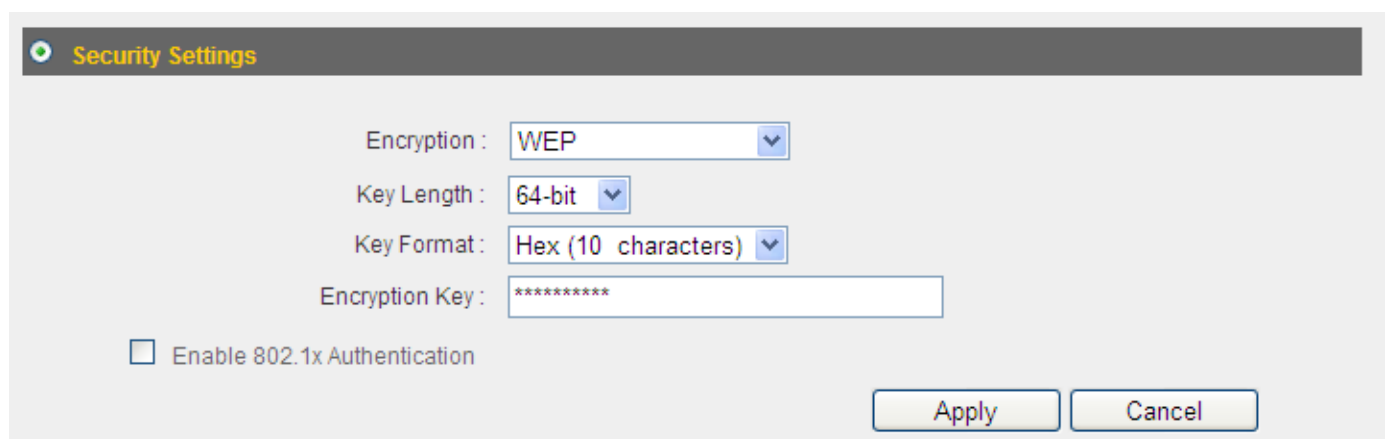 Security Settings
Encryption : WEP
Key Length : 64-bit
Key Format : Hex (10 characters)
Encryption Key : **********
Enable 802.1x Authentication
Apply Cancel